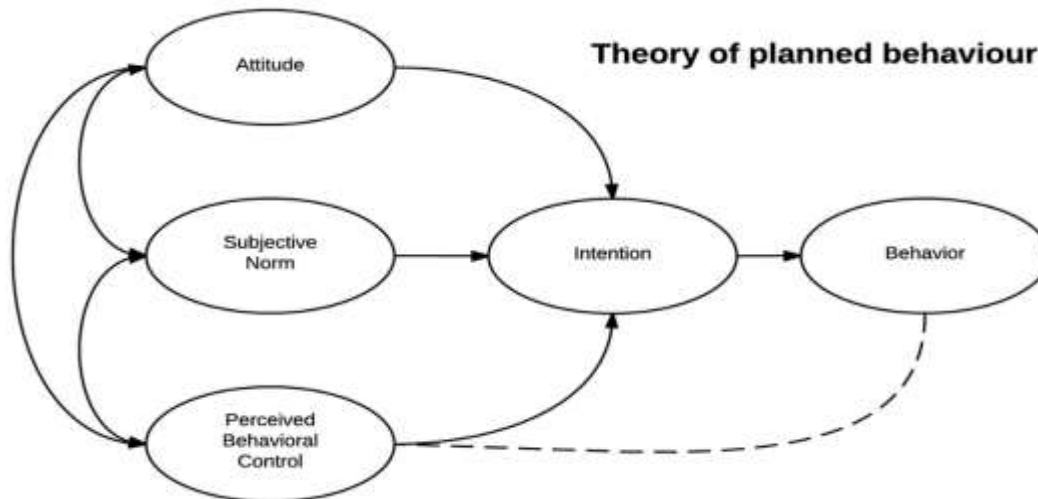 Theory of planned behaviour
Attitude
Subjective
Norm
Intention
Behavior
Perceived
Behavioral
Control